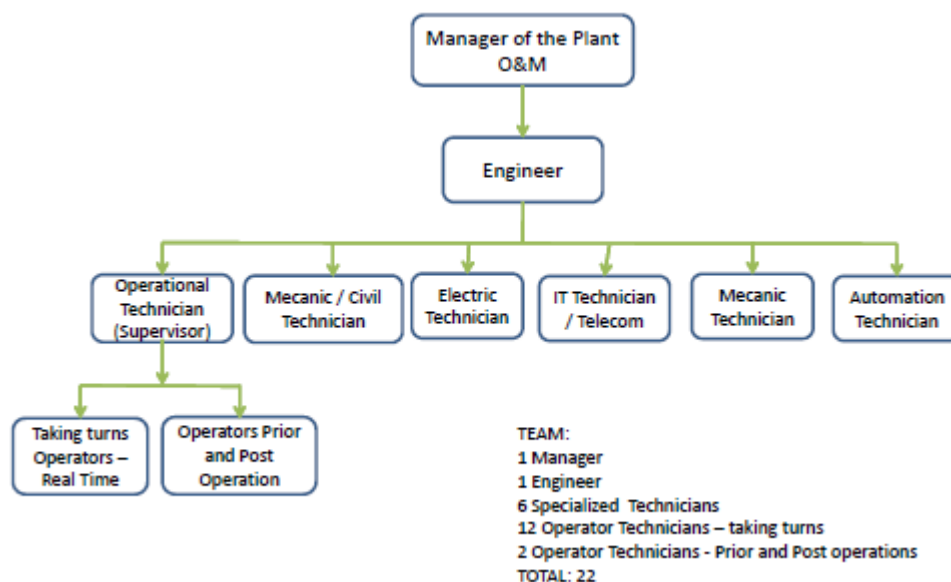 Manager of the Plant
O&M
Engineer
Operational
Technician
(Supervisor)
Mecanic / Civil
Technician
Electric
Technician
IT Technician
/ Telecom
Mecanic
Technician
Automation
Technician
Taking turns
Operators –
Real Time
Operators Prior
and Post
Operation
TEAM:
1 Manager
1 Engineer
6 Specialized Technicians
12 Operator Technicians – taking turns
2 Operator Technicians - Prior and Post operations
TOTAL: 22